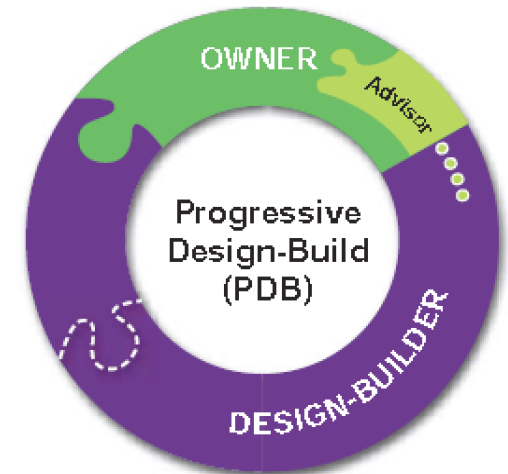 OWNER
Advisor
Progressive
Design-Build
(PDB)
DESIGN-BUILDER